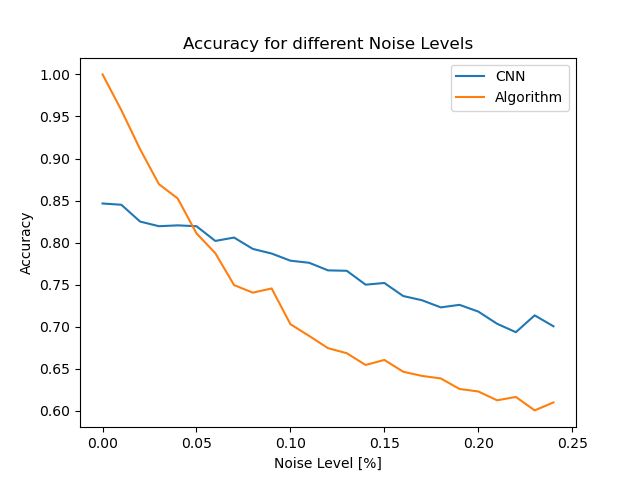 Accuracy for different Noise Levels
CNN
Algorithm
1.00
0.95
0.90
0.85
0.80
0.75
0.70
0.65
0.60
Accuracy
0.00 0.05 0.10 0.15 0.20 0.25
Noise Level [%]